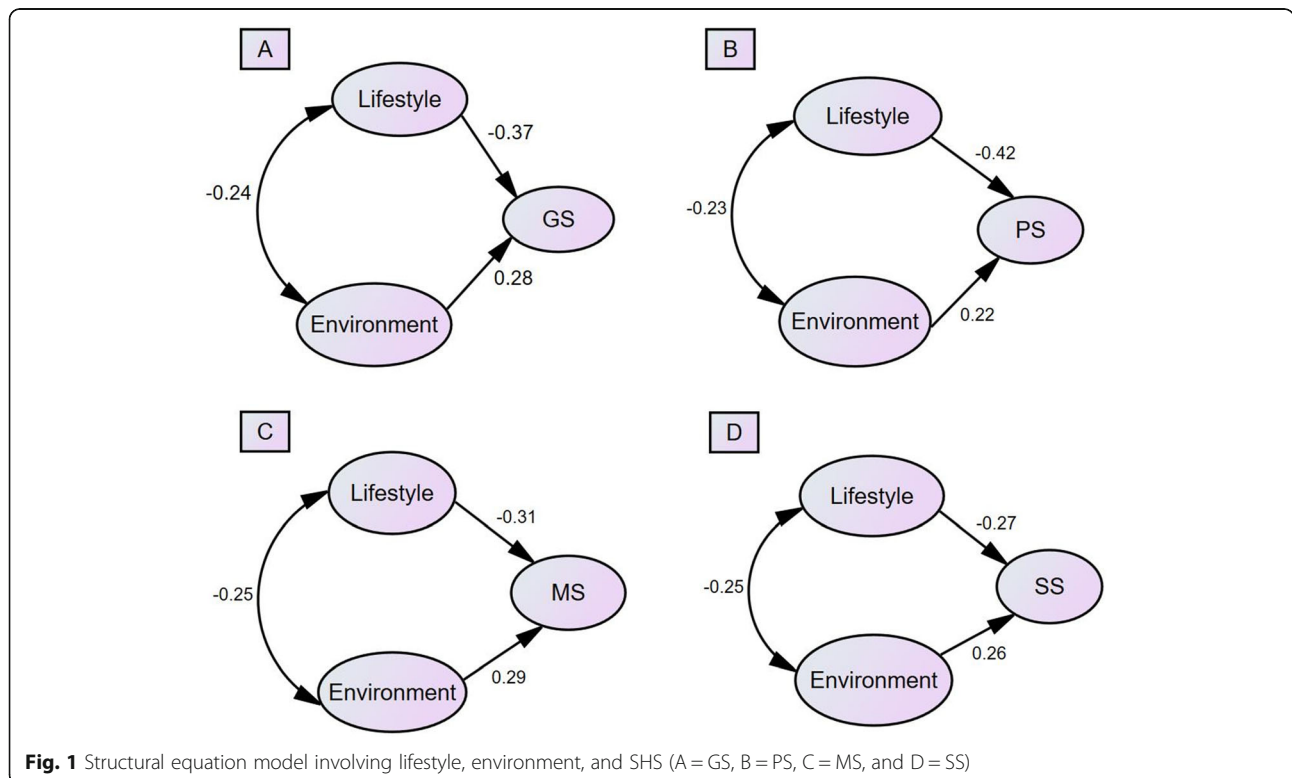 A
Lifestyle
-0.37
-0.24
GS
0.28
Environment
B
Lifestyle
-0.42
-0.23
PS
0.22
Environment
C
Lifestyle
-0.31
-0.25
MS
0.29
Environment
D
Lifestyle
-0.27
-0.25
SS
0.26
Environment
Fig. 1 Structural equation model involving lifestyle, environment, and SHS (A = GS, B = PS, C = MS, and D = SS)